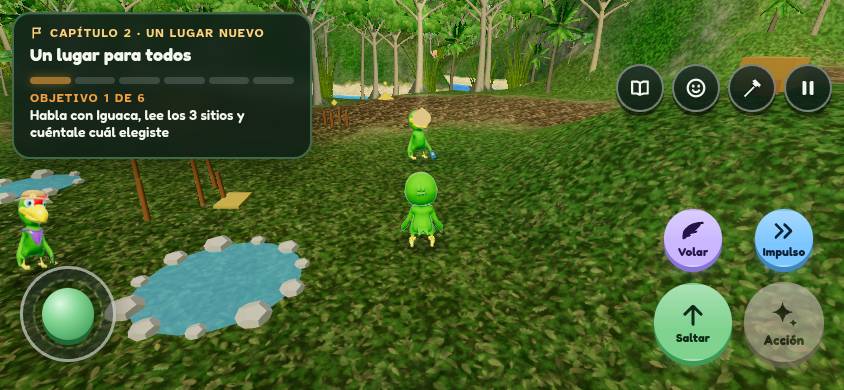 CAPÍTULO 2 · UN LUGAR NUEVO
Un lugar para todos
OBJETIVO 1 DE 6
Habla con Iguaca, lee los 3 sitios y
cuéntale cuál elegiste
Volar
Impulso
Saltar
Acción